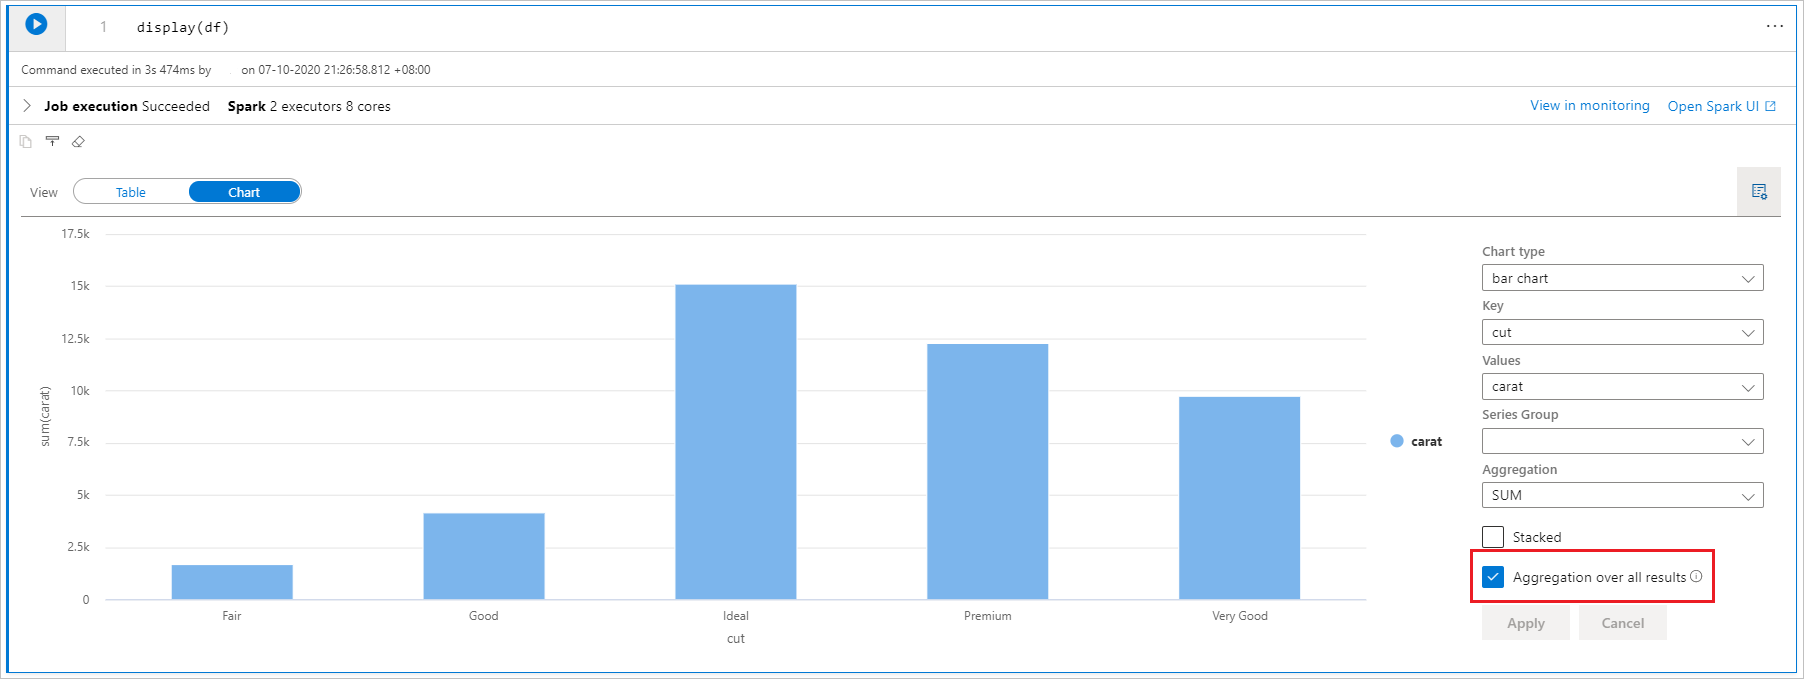 1 display(df) ...
Command executed in 3s 474ms by on 07-10-2020 21:26:58.812 +08:00
Job execution Succeeded Spark 2 executors 8 cores View in monitoring Open Spark UI
View Table Chart
17.5k
15k
12.5k
10k
7.5k
5k
2.5k
0
sum(carat)
Fair Good Ideal Premium Very Good
cut
carat
Chart type
bar chart
Key
cut
Values
carat
Series Group
Aggregation
SUM
Stacked
Aggregation over all results
Apply Cancel